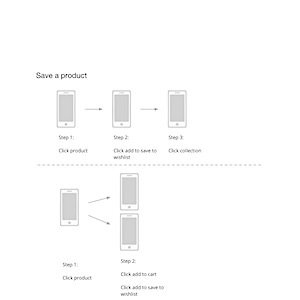 Save a product
Step 1:
Click product
Step 2:
Click add to save to
wishlist
Step 3:
Click collection
Step 1:
Click product
Step 2:
Click add to cart
Click add to save to
wishlist